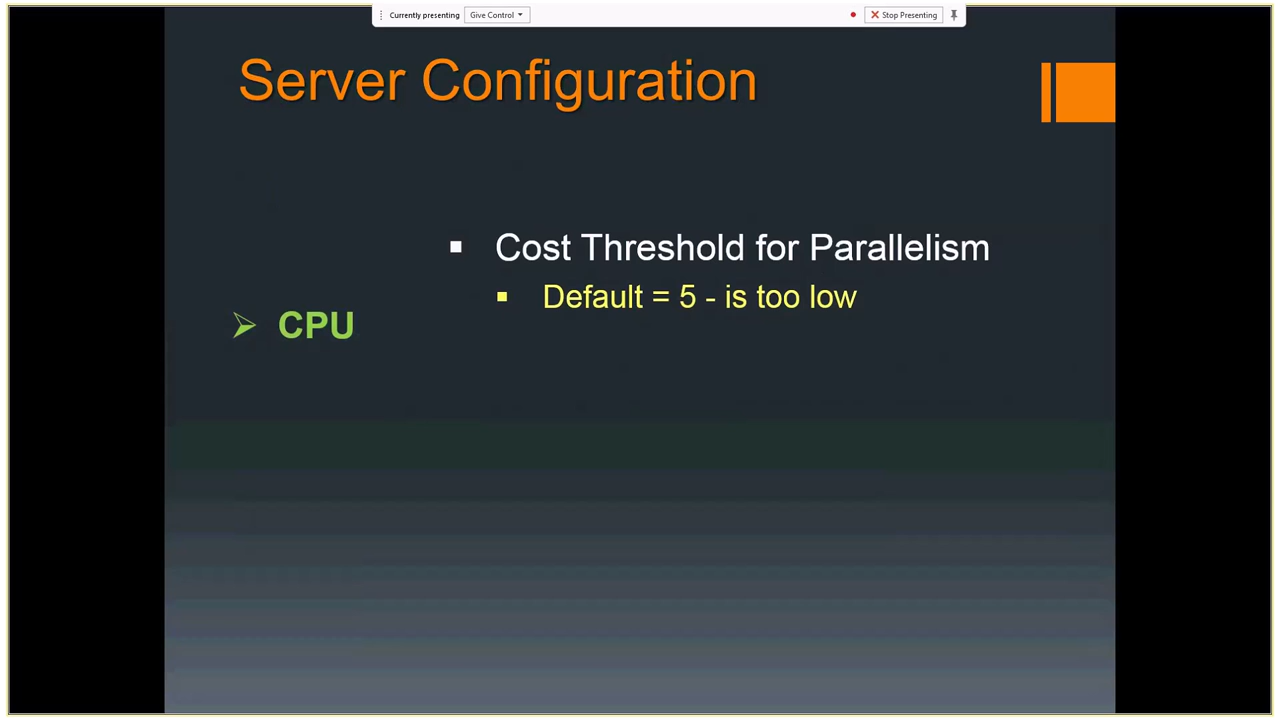 Currently presenting Give Control Stop Presenting
Server Configuration
Cost Threshold for Parallelism
Default = 5 - is too low
CPU